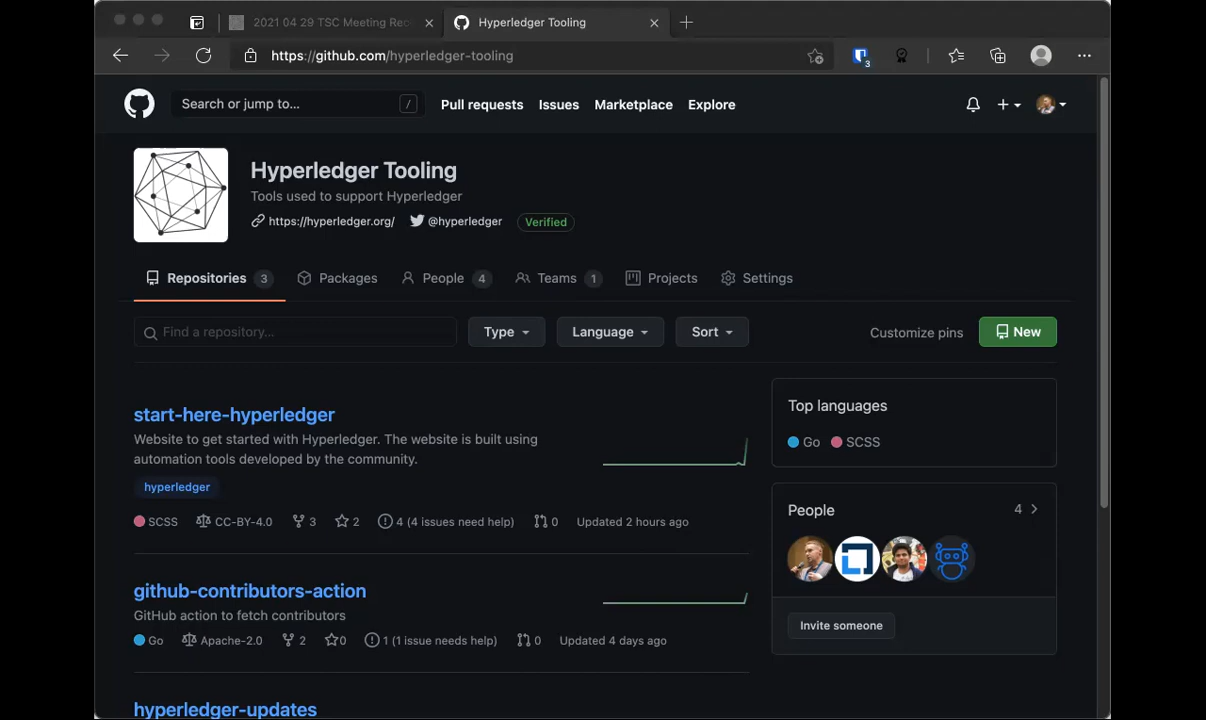 2021 04 29 TSC Meeting Rec
Hyperledger Tooling
https://github.com/hyperledger-tooling
3
Search or jump to...
/
Pull requests
Issues
Marketplace
Explore
Hyperledger Tooling
Tools used to support Hyperledger
https://hyperledger.org/
@hyperledger
Verified
Repositories 3
Packages
People 4
Teams 1
Projects
Settings
Find a repository...
Type
Language
Sort
Customize pins
New
start-here-hyperledger
Website to get started with Hyperledger. The website is built using
automation tools developed by the community.
hyperledger
SCSS CC-BY-4.0 3 2 4 (4 issues need help) 0 Updated 2 hours ago
github-contributors-action
GitHub action to fetch contributors
Go Apache-2.0 2 0 1 (1 issue needs help) 0 Updated 4 days ago
hyperledger-updates
Top languages
Go SCSS
People 4
Invite someone